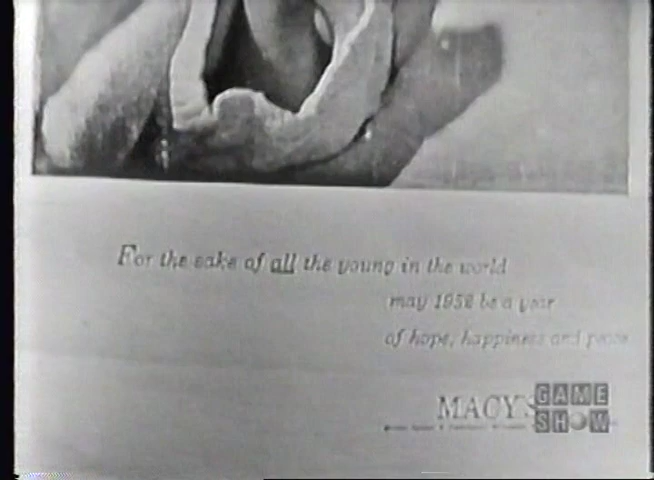 For the sake of all the young in the world
may 1958 be a year
of hope, happiness and peace
MACY'S
GAME
SHOW